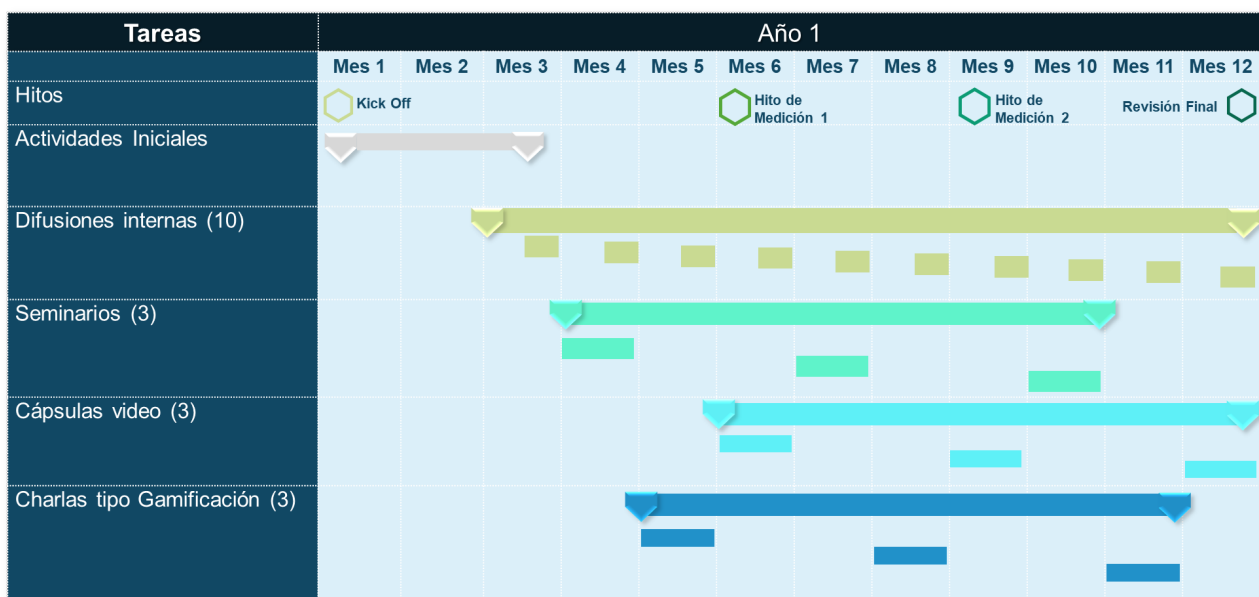 Tareas
Año 1
Mes 1 Mes 2 Mes 3 Mes 4 Mes 5 Mes 6 Mes 7 Mes 8 Mes 9 Mes 10 Mes 11 Mes 12
Hitos
Kick Off
Hito de
Medición 1
Hito de
Medición 2
Revisión Final
Actividades Iniciales
Difusiones internas (10)
Seminarios (3)
Cápsulas video (3)
Charlas tipo Gamificación (3)